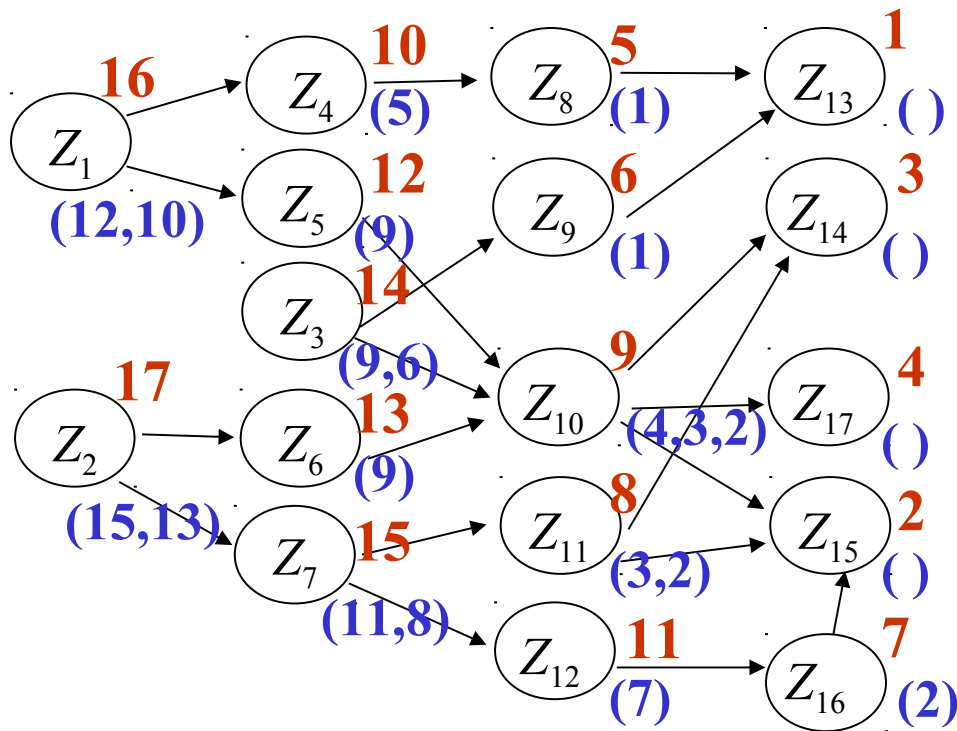 16
Z1
(12,10)
10
Z4
(5)
5
Z8
(1)
1
Z13
( )
12
Z5
(9)
6
Z9
(1)
3
Z14
( )
14
Z3
(9,6)
17
Z2
(15,13)
13
Z6
(9)
9
Z10
(4,3,2)
4
Z17
( )
15
Z7
(11,8)
8
Z11
(3,2)
2
Z15
( )
11
Z12
(7)
7
Z16
(2)